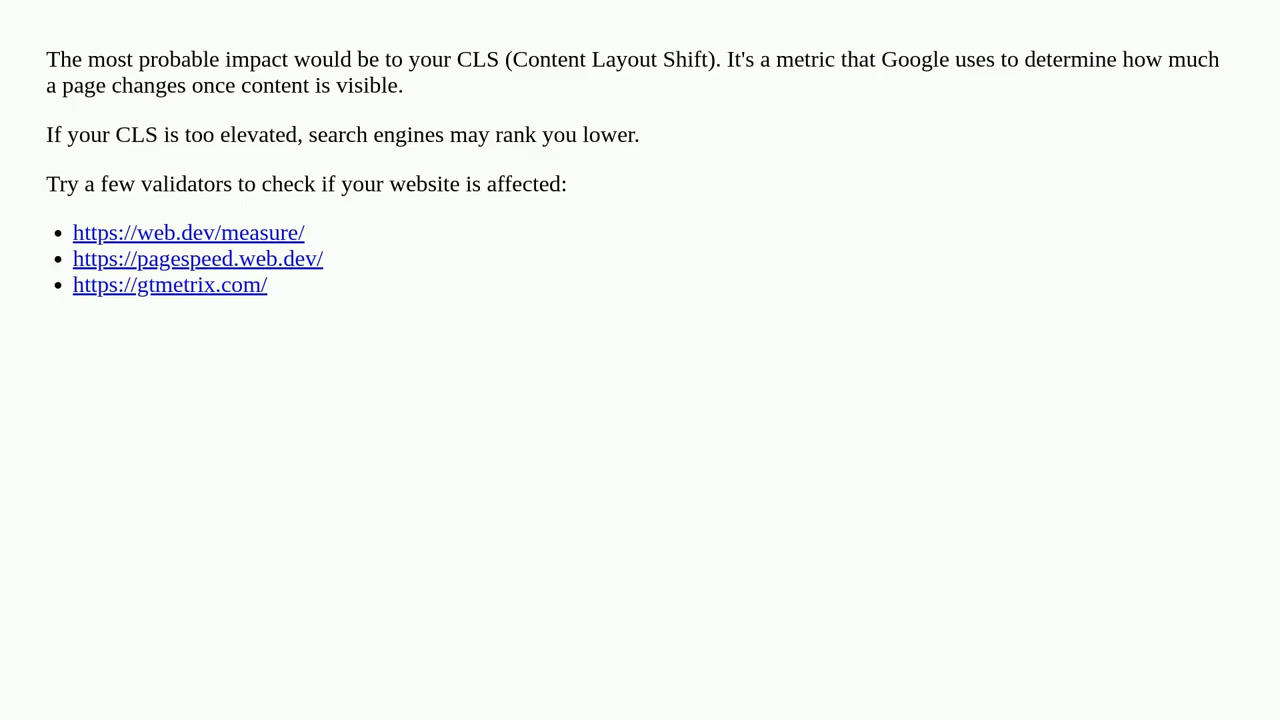 The most probable impact would be to your CLS (Content Layout Shift). It's a metric that Google uses to determine how much
a page changes once content is visible.
If your CLS is too elevated, search engines may rank you lower.
Try a few validators to check if your website is affected:
• https://web.dev/measure/
• https://pagespeed.web.dev/
• https://gtmetrix.com/